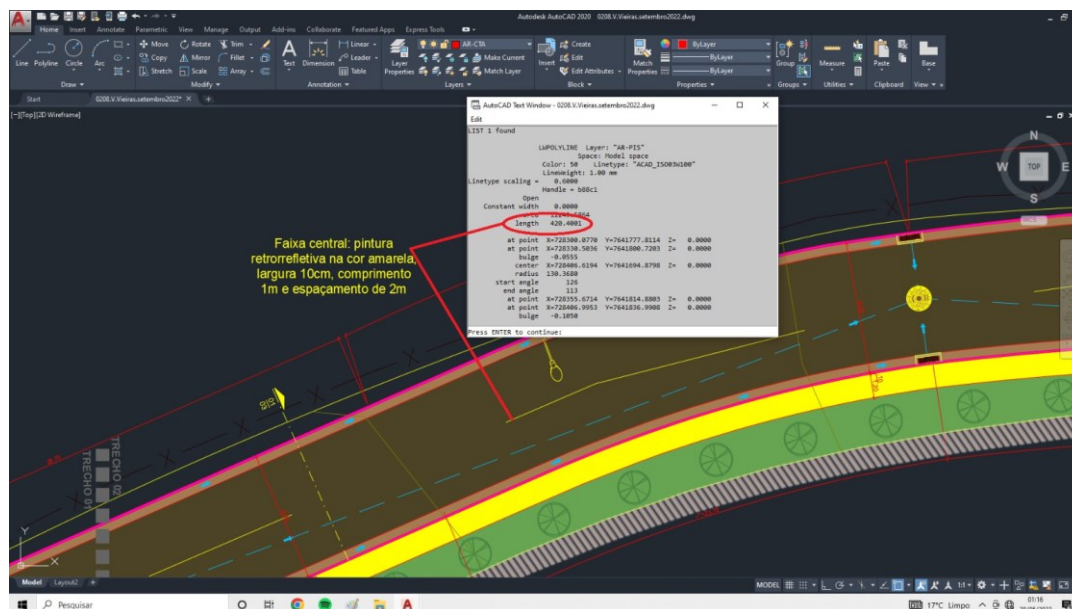 Autodesk AutoCAD 2020 0208.V.Vieiras.setembro2022.dwg
Home Insert Annotate Parametric View Manage Output Add-ins Collaborate Featured Apps Express Tools
Line Polyline Circle Arc
Move Rotate Trim
Copy Mirror Fillet
Stretch Scale Array
Text Dimension
Linear
Leader
Table
Layer Properties
AR-CTA
Make Current
Match Layer
Insert
Create
Edit
Edit Attributes
Match Properties
ByLayer
ByLayer
ByLayer
Group
Measure
Paste
Base
Draw Modify Annotation Layers Block Properties Groups Utilities Clipboard View
Start 0208.V.Vieiras.setembro2022*
[-][Top][2D Wireframe]
AutoCAD Text Window - 0208.V.Vieiras.setembro2022.dwg
Edit
LIST 1 found
LWPOLYLINE Layer: "AR-PIS"
Space: Model space
Color: 50 Linetype: "ACAD_ISO03W100"
LineWeight: 1.00 mm
Linetype scaling = 0.6000
Handle = b88c1
Open
Constant width 0.0000
length 420.4001
at point X=728300.0770 Y=7641777.8114 Z= 0.0000
at point X=728330.5036 Y=7641800.7203 Z= 0.0000
bulge -0.0555
center X=728406.6194 Y=7641694.8798 Z= 0.0000
radius 130.3680
start angle 126
end angle 113
at point X=728355.6714 Y=7641814.8803 Z= 0.0000
at point X=728406.9953 Y=7641836.9908 Z= 0.0000
bulge -0.1050
Press ENTER to continue:
N
W TOP E
S
Faixa central: pintura
retrorrefletiva na cor amarela,
largura 10cm, comprimento
1m e espaçamento de 2m
TRECHO 02
TRECHO 01
Y
X
Model Layout2 +
MODEL
1:1
Pesquisar
17°C Limpo
01:16